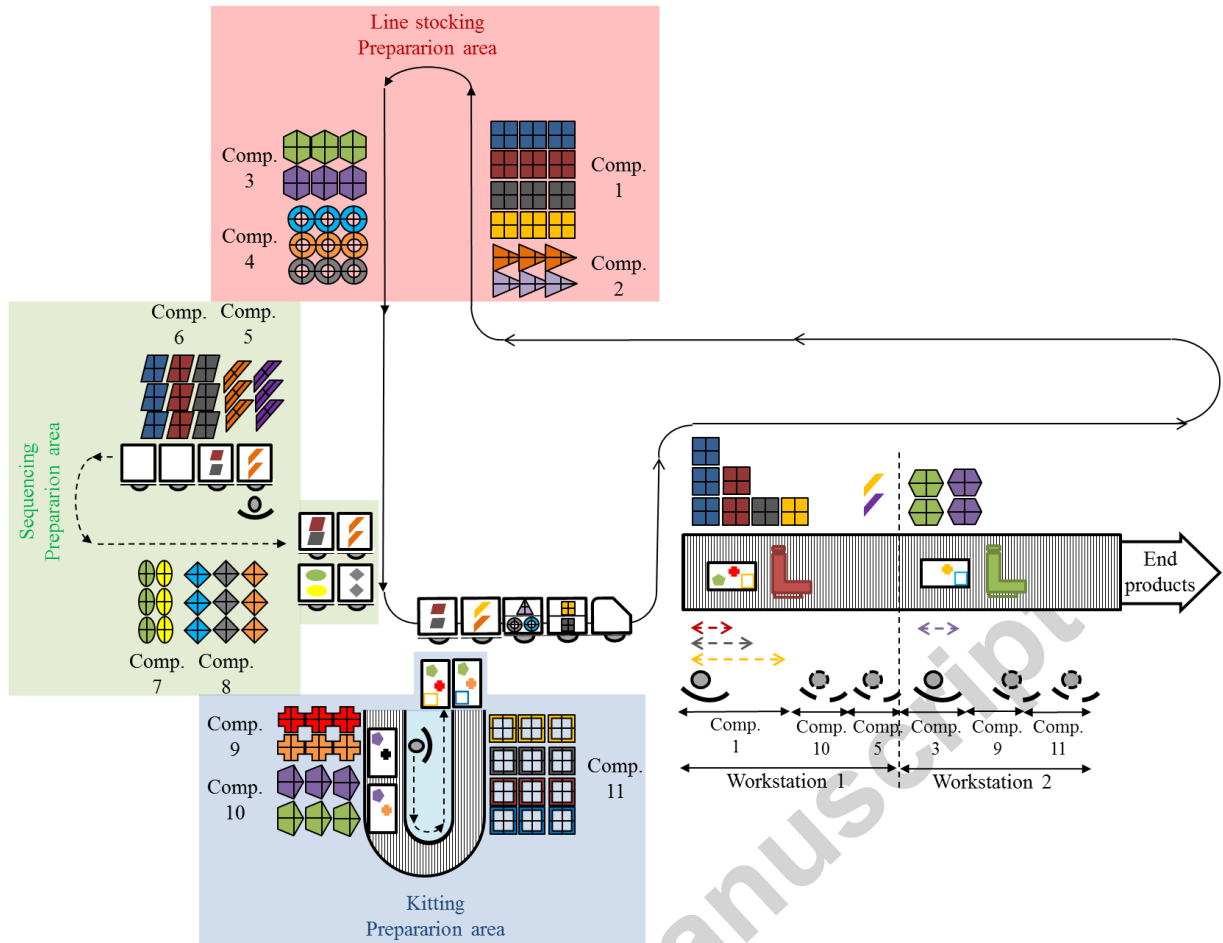 Line stocking
Prepararion area
Comp.
3
Comp.
1
Comp.
4
Comp.
2
Comp.
6
Comp.
5
Sequencing
Prepararion area
Comp.
7
Comp.
8
End
products
Comp.
9
Comp.
10
Comp.
11
Kitting
Prepararion area
Comp.
1
Comp.
10
Comp.
5
Comp.
3
Comp.
9
Comp.
11
Workstation 1
Workstation 2
anuscript